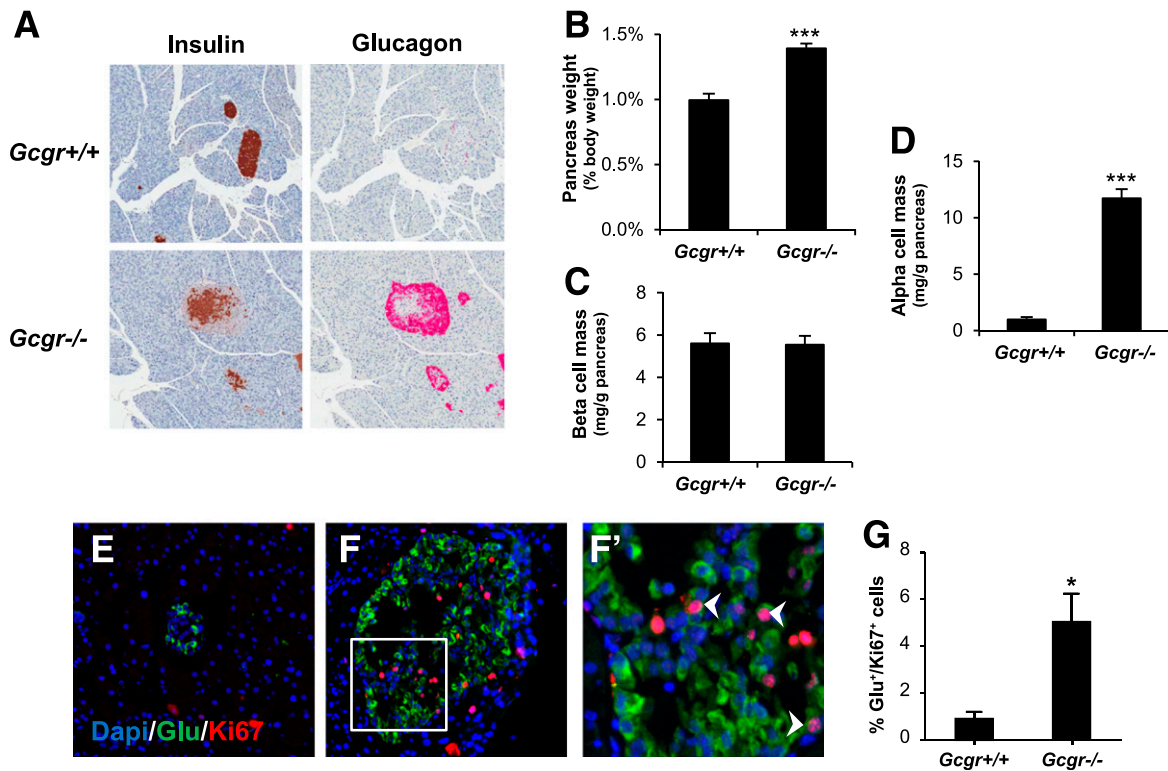 A
Insulin
Glucagon
Gcgr+/+
Gcgr-/-
B
Pancreas weight
(% body weight)
1.5%
1.0%
0.5%
0.0%
***
Gcgr+/+
Gcgr-/-
C
Beta cell mass
(mg/g pancreas)
8
6
4
2
0
Gcgr+/+
Gcgr-/-
D
Alpha cell mass
(mg/g pancreas)
15
10
5
0
***
Gcgr+/+
Gcgr-/-
E
Dapi/Glu/Ki67
F
F'
G
% Glu⁺/Ki67⁺ cells
8
6
4
2
0
*
Gcgr+/+
Gcgr-/-